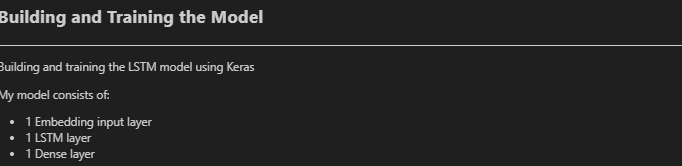 Building and Training the Model
Building and training the LSTM model using Keras
My model consists of:
• 1 Embedding input layer
• 1 LSTM layer
• 1 Dense layer